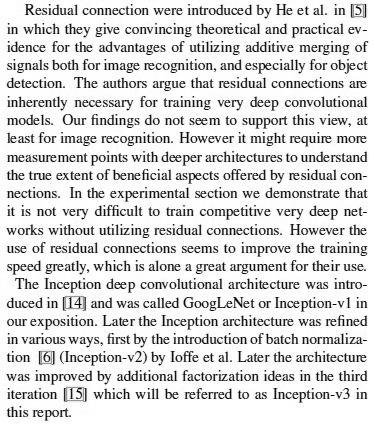 Residual connection were introduced by He et al. in [5]
in which they give convincing theoretical and practical ev-
idence for the advantages of utilizing additive merging of
signals both for image recognition, and especially for object
detection. The authors argue that residual connections are
inherently necessary for training very deep convolutional
models. Our findings do not seem to support this view, at
least for image recognition. However it might require more
measurement points with deeper architectures to understand
the true extent of beneficial aspects offered by residual con-
nections. In the experimental section we demonstrate that
it is not very difficult to train competitive very deep net-
works without utilizing residual connections. However the
use of residual connections seems to improve the training
speed greatly, which is alone a great argument for their use.
The Inception deep convolutional architecture was intro-
duced in [14] and was called GoogLeNet or Inception-v1 in
our exposition. Later the Inception architecture was refined
in various ways, first by the introduction of batch normaliza-
tion [6] (Inception-v2) by Ioffe et al. Later the architecture
was improved by additional factorization ideas in the third
iteration [15] which will be referred to as Inception-v3 in
this report.